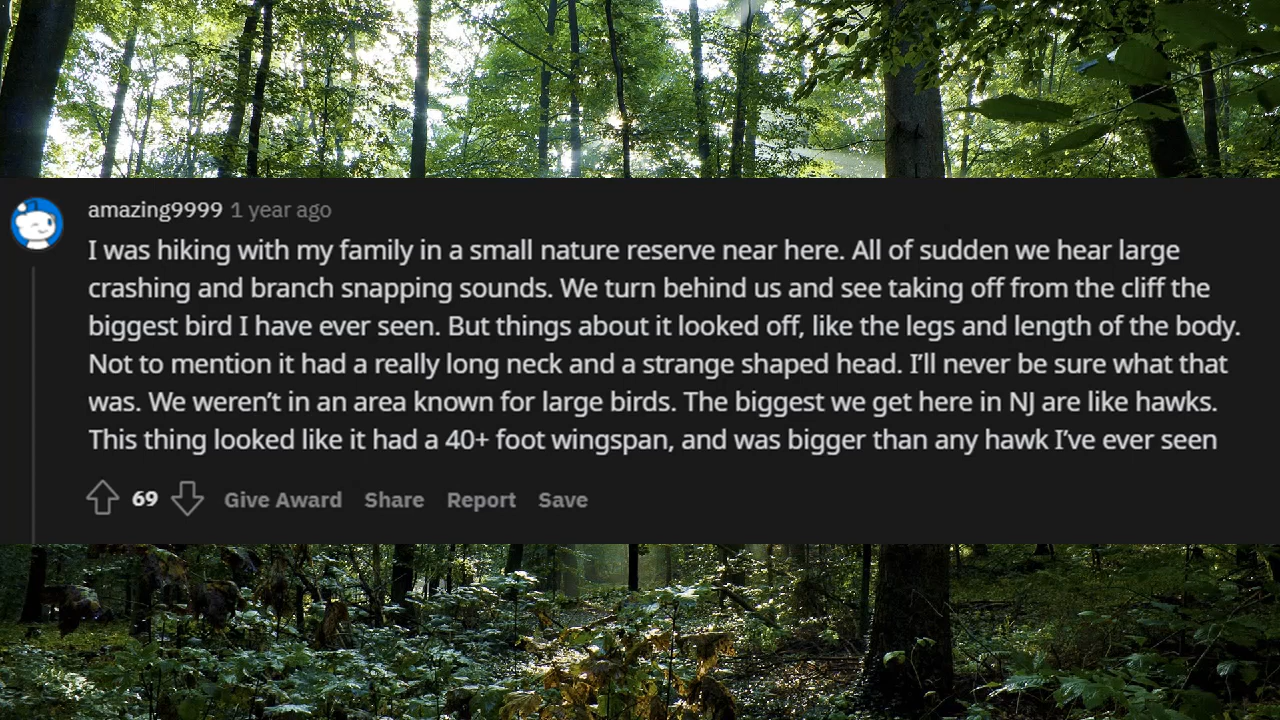 amazing9999 1 year ago
I was hiking with my family in a small nature reserve near here. All of sudden we hear large
crashing and branch snapping sounds. We turn behind us and see taking off from the cliff the
biggest bird I have ever seen. But things about it looked off, like the legs and length of the body.
Not to mention it had a really long neck and a strange shaped head. I’ll never be sure what that
was. We weren’t in an area known for large birds. The biggest we get here in NJ are like hawks.
This thing looked like it had a 40+ foot wingspan, and was bigger than any hawk I’ve ever seen
69 Give Award Share Report Save